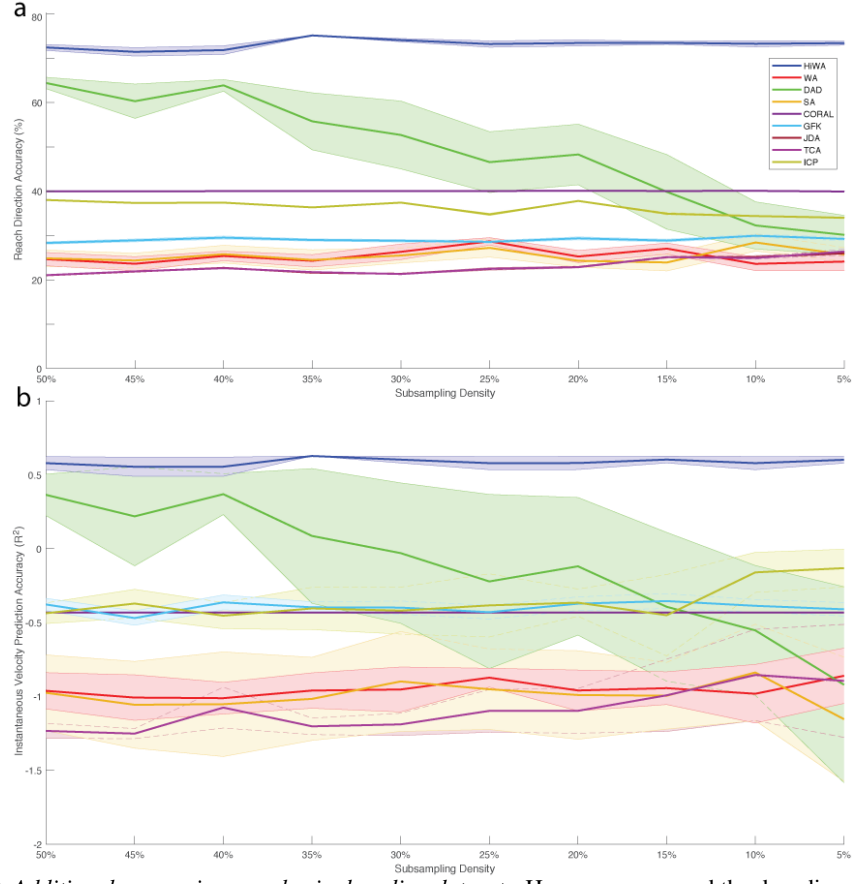 a
80
60
40
20
0
Reach Direction Accuracy (%)
HiWA
WA
DAD
SA
CORAL
GFK
JDA
TCA
ICP
50% 45% 40% 35% 30% 25% 20% 15% 10% 5%
Subsampling Density
b
1
0.5
0
-0.5
-1
-1.5
-2
Instantaneous Velocity Prediction Accuracy (R²)
50% 45% 40% 35% 30% 25% 20% 15% 10% 5%
Subsampling Density